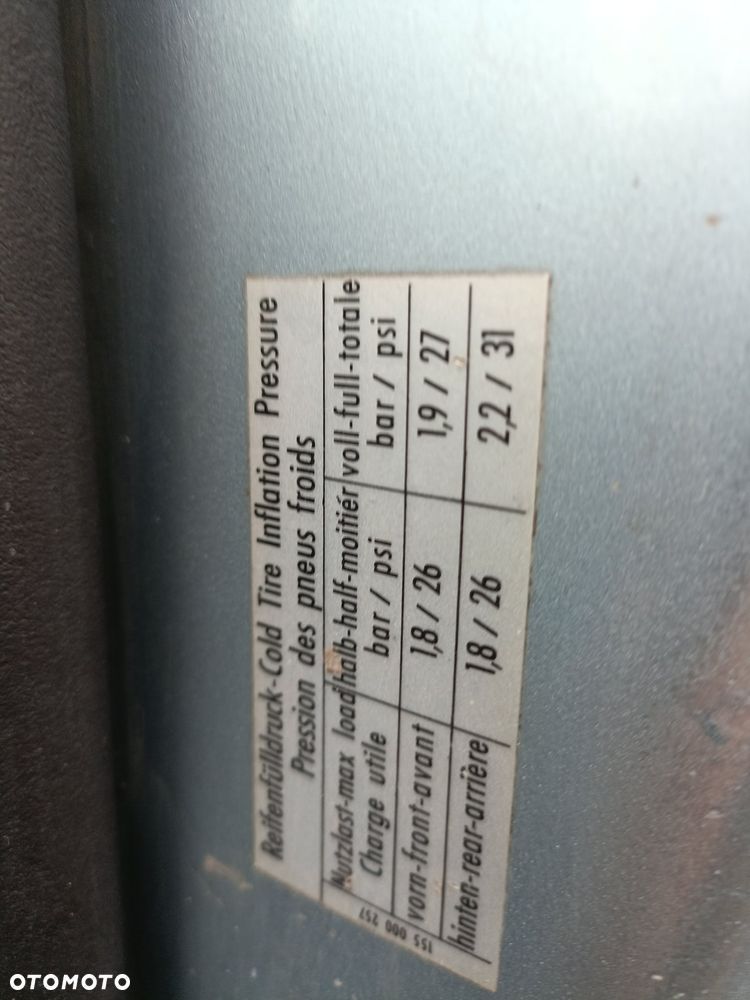 Reifenfülldruck-Cold Tire Inflation Pressure
Pression des pneus froids
Nutzlast-max load halb-half-moitiér voll-full-totale
Charge utile bar / psi bar / psi
vorn-front-avant 1,8 / 26 1,9 / 27
hinten-rear-arrière 1,8 / 26 2,2 / 31
155 000 257
OTOMOTO